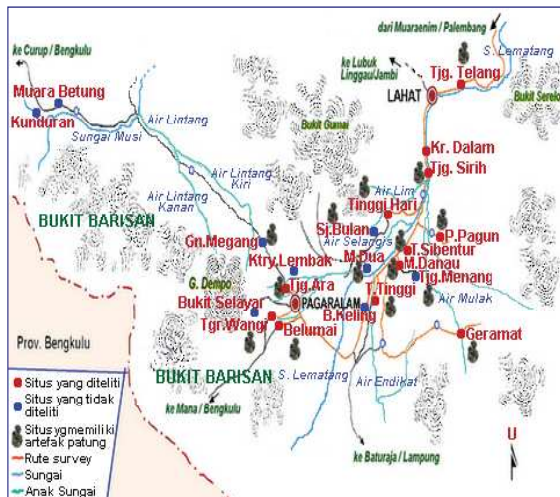 dari Muaraenim / Palembang
ke Curup / Bengkulu
S. Lematang
ke Lubuk
Linggau/Jambi
Tjg. Telang
Muara Betung
LAHAT
Bukit Serelo
Kunduran
Air Lintang
Sungai Musi
Bukit Gumai
Kr. Dalam
Air Lintang
Kiri
Tjg. Sirih
Air Lintang
Kanan
Air Lim
Tinggi Hari
BUKIT BARISAN
Sj.Bulan
Gn.Megang
Air Selangis
P.Pagun
T.Sibentur
Ktry.Lembak
M.Dua
M.Danau
G. Dempo
Tjg.Menang
Tjg.Ara
Bukit Selayar
PAGARALAM
T.Tinggi
Air Mulak
B.Keling
Tgr.Wangi
Belumai
Geramat
Prov. Bengkulu
BUKIT BARISAN
S. Lematang
Air Endikat
Situs yang diteliti
Situs yang tidak
diteliti
ke Mana / Bengkulu
Situs ygmemiliki
artefak patung
U
Rute survey
ke Baturaja / Lampung
Sungai
Anak Sungai